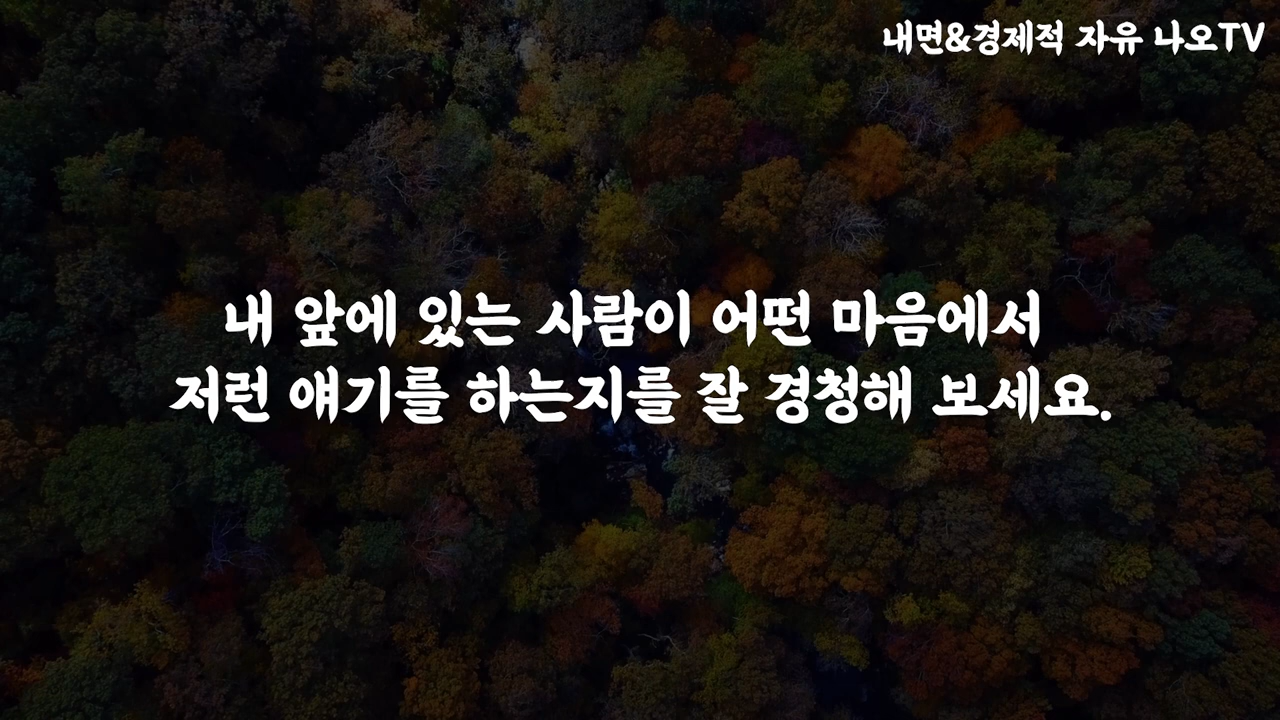 내면&경제적 자유 나오TV
내 앞에 있는 사람이 어떤 마음에서
저런 얘기를 하는지를 잘 경청해 보세요.